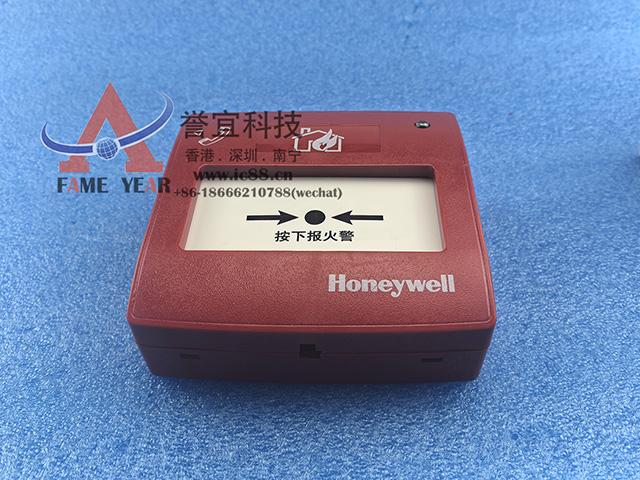 誉宜科技
香港.深圳.南宁
www.ic88.cn
FAME YEAR
+86-18666210788(wechat)
按下报火警
Honeywell